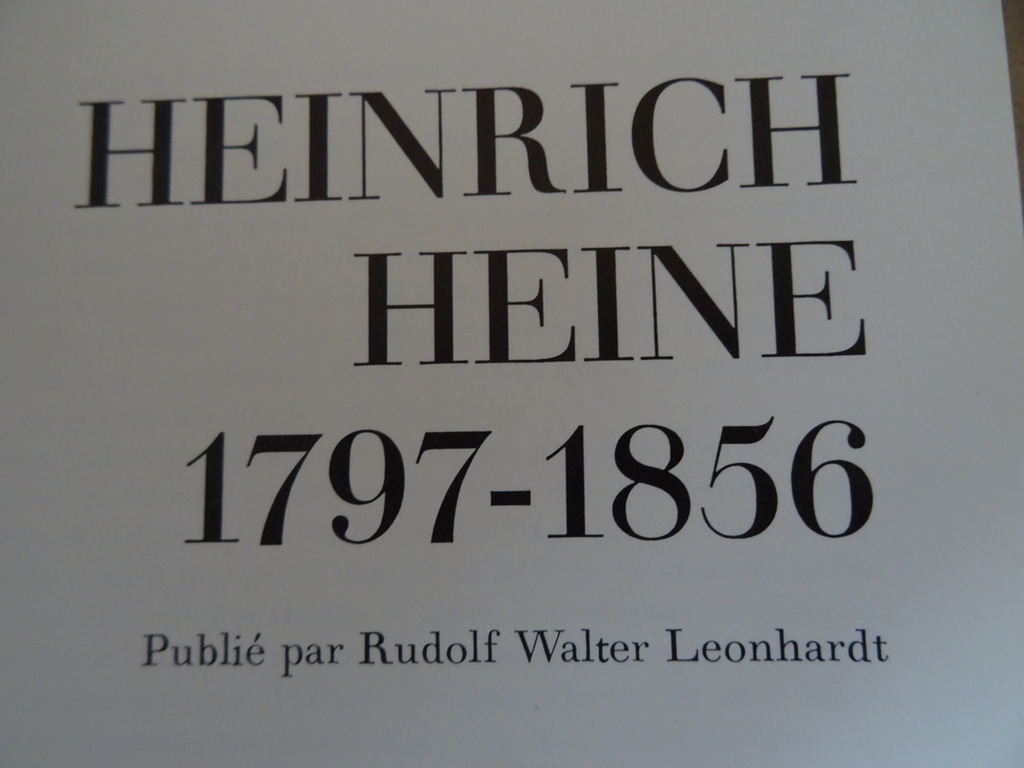 HEINRICH
HEINE
1797-1856
Publié par Rudolf Walter Leonhardt